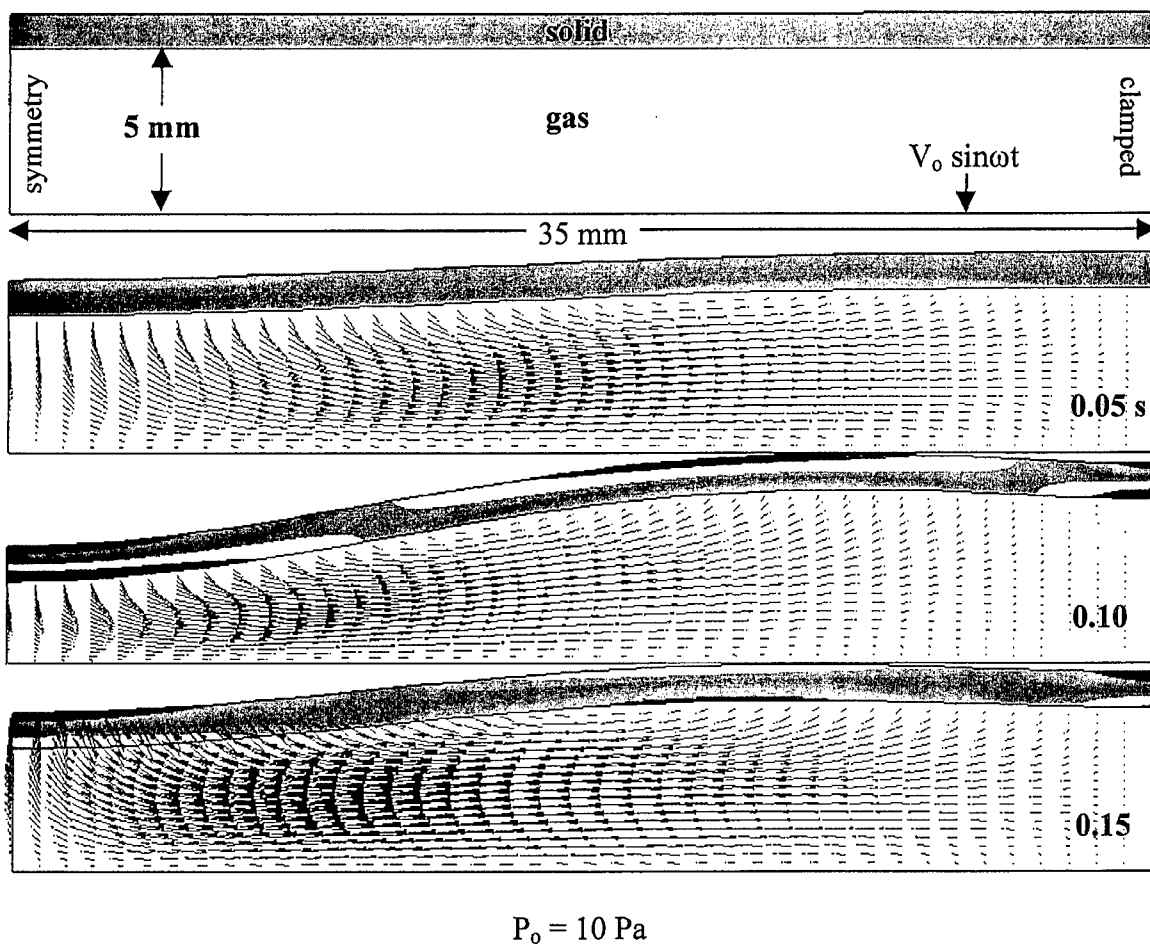 solid
symmetry
5 mm
gas
V₀ sinωt
clamped
35 mm
0.05 s
0.10
0.15
P₀ = 10 Pa